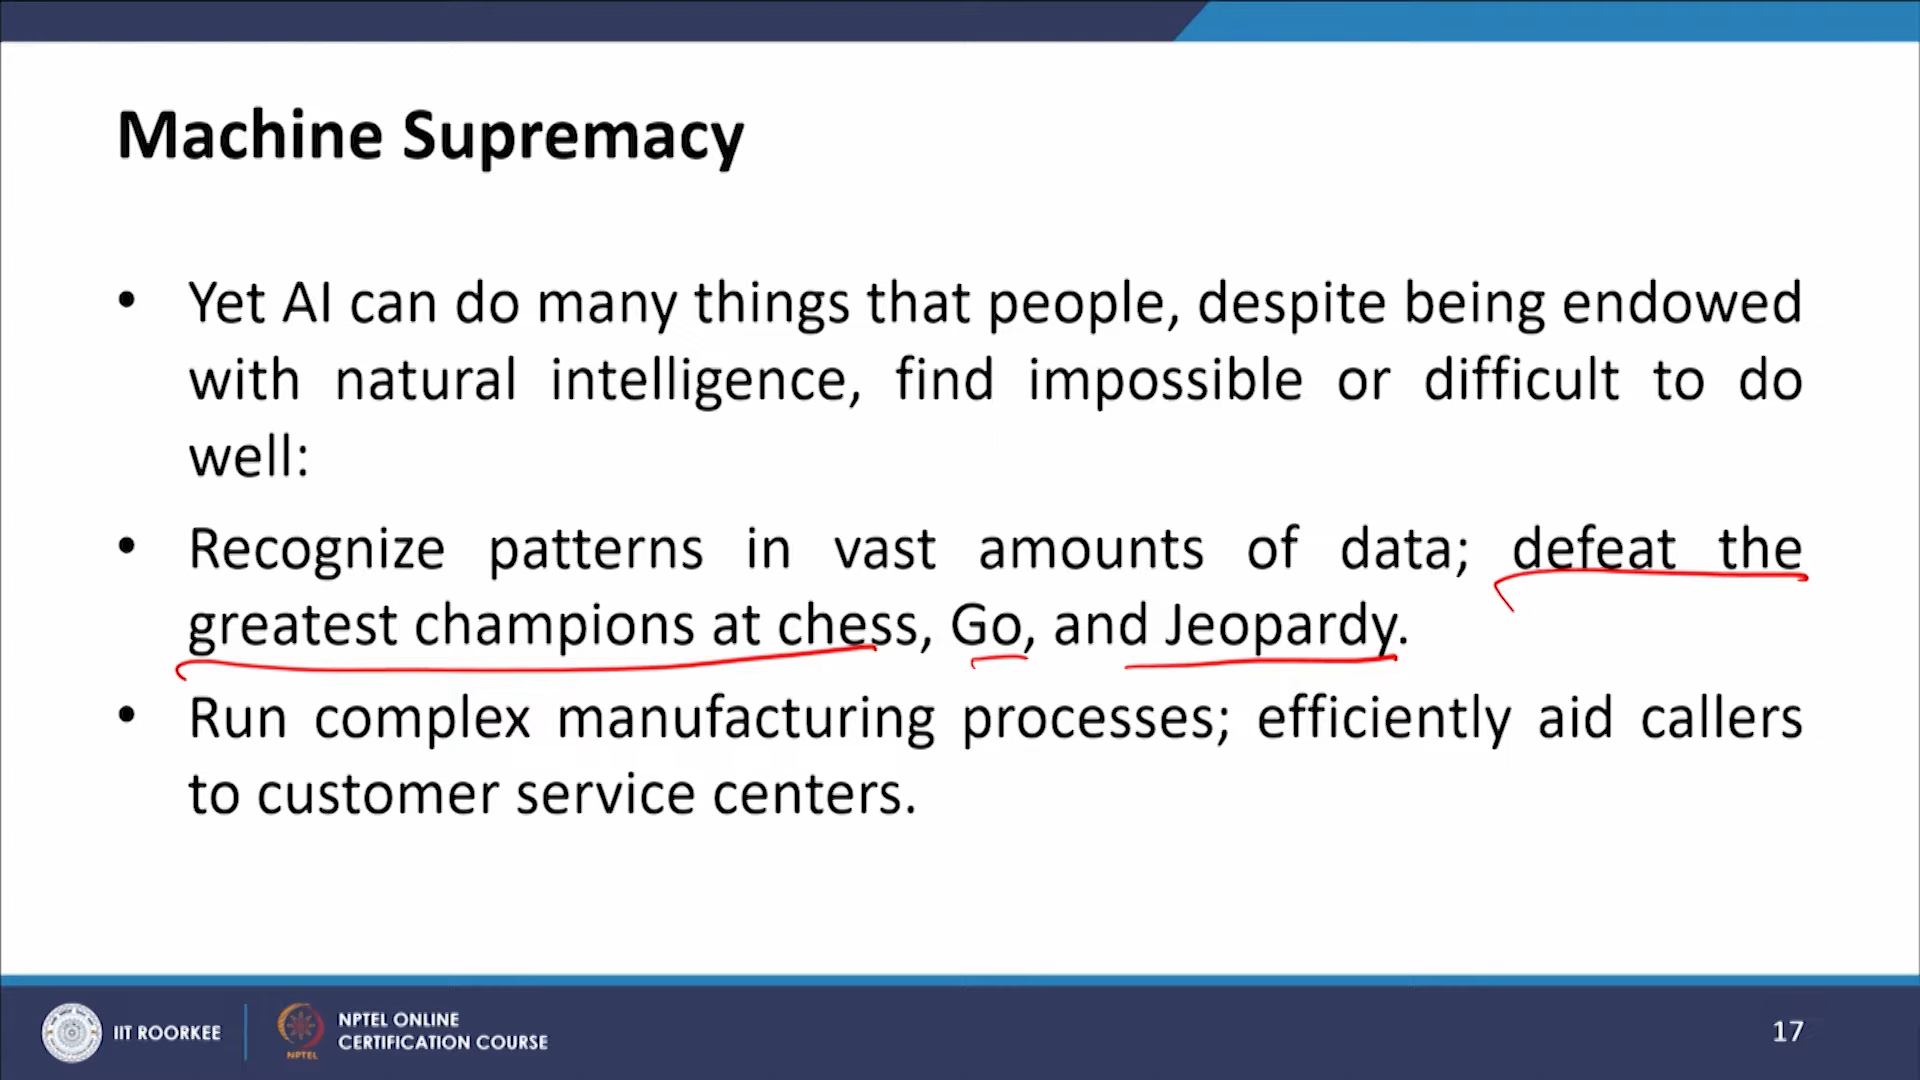 Machine Supremacy
• Yet AI can do many things that people, despite being endowed
with natural intelligence, find impossible or difficult to do
well:
• Recognize patterns in vast amounts of data; defeat the
greatest champions at chess, Go, and Jeopardy.
• Run complex manufacturing processes; efficiently aid callers
to customer service centers.
IIT ROORKEE
NPTEL
NPTEL ONLINE
CERTIFICATION COURSE
17